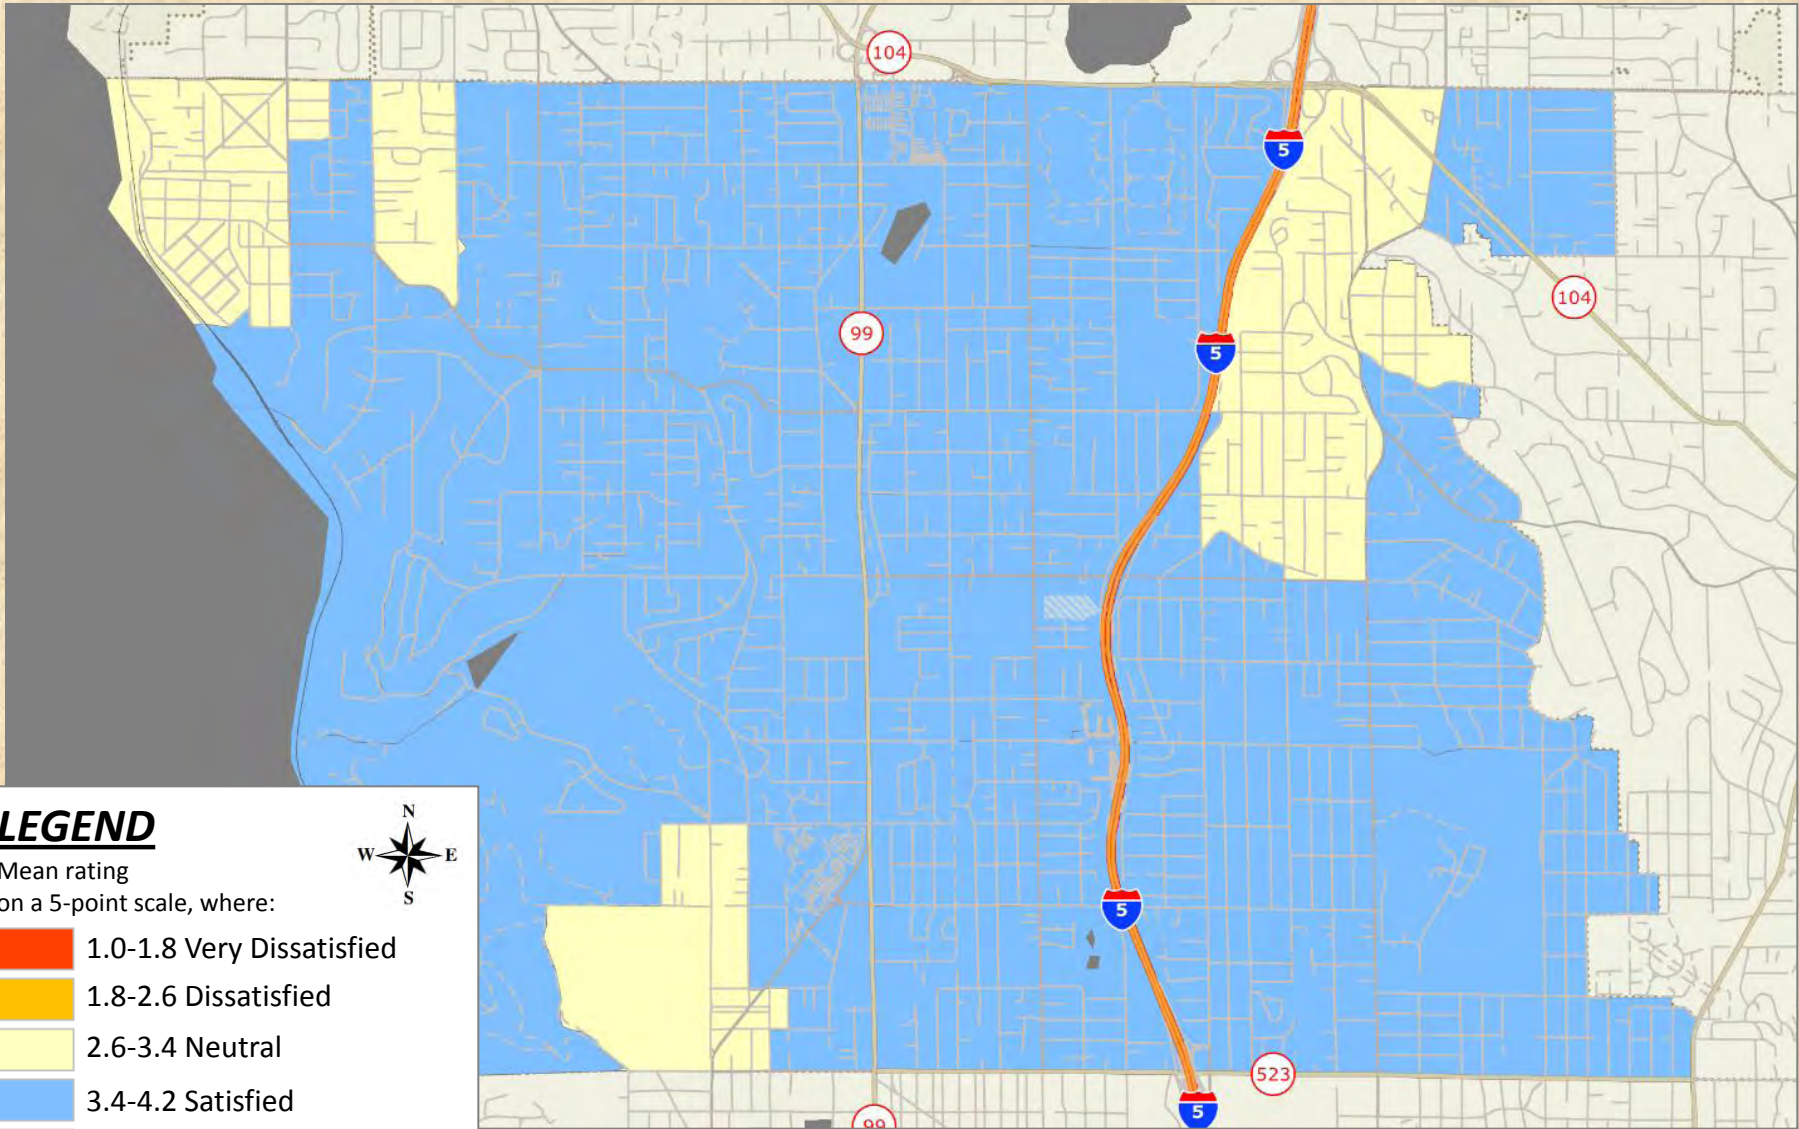 104
5
104
99
5
LEGEND
N
W E
S
Mean rating
on a 5-point scale, where:
1.0-1.8 Very Dissatisfied
5
1.8-2.6 Dissatisfied
2.6-3.4 Neutral
523
3.4-4.2 Satisfied
5
99